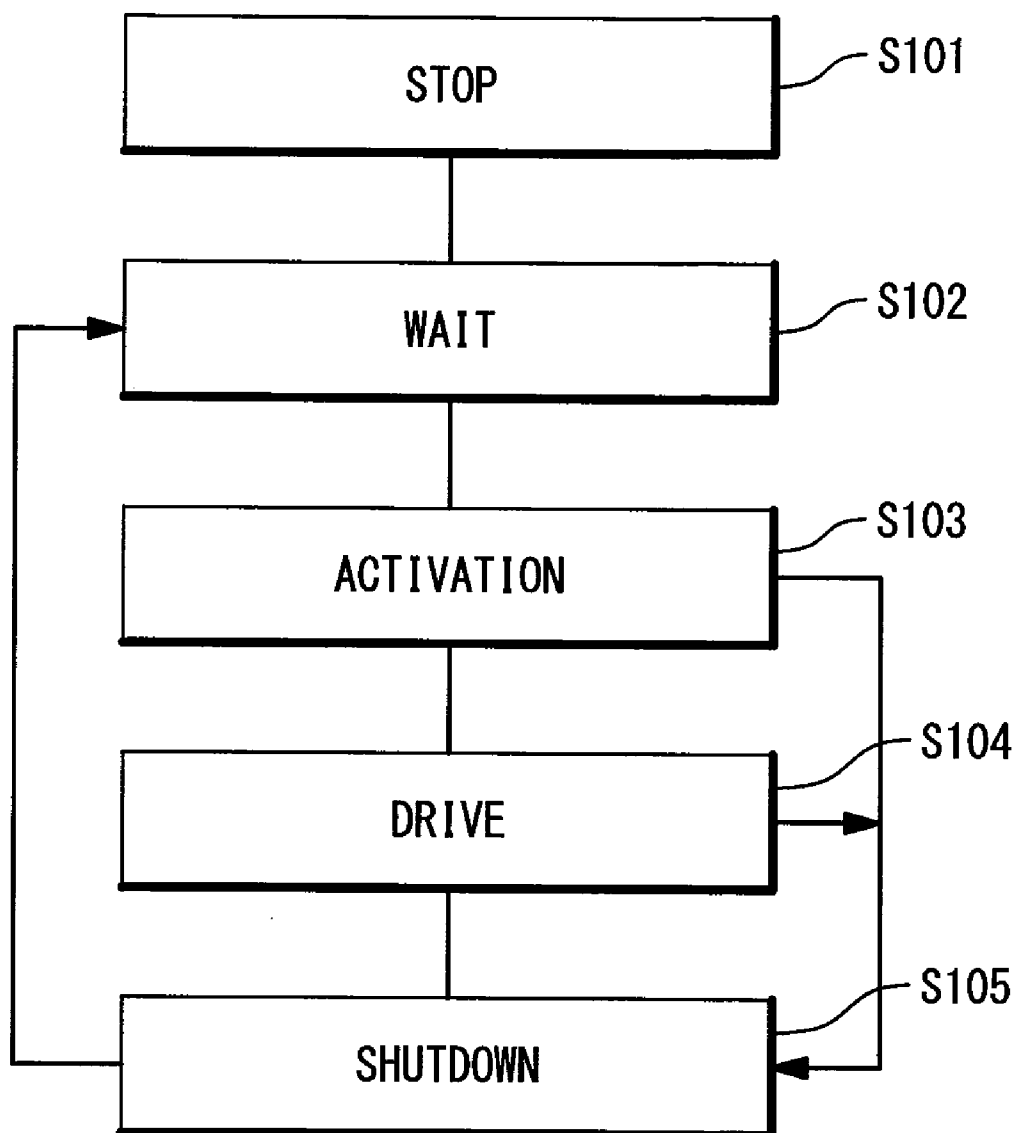 STOP
S101
WAIT
S102
ACTIVATION
S103
DRIVE
S104
SHUTDOWN
S105